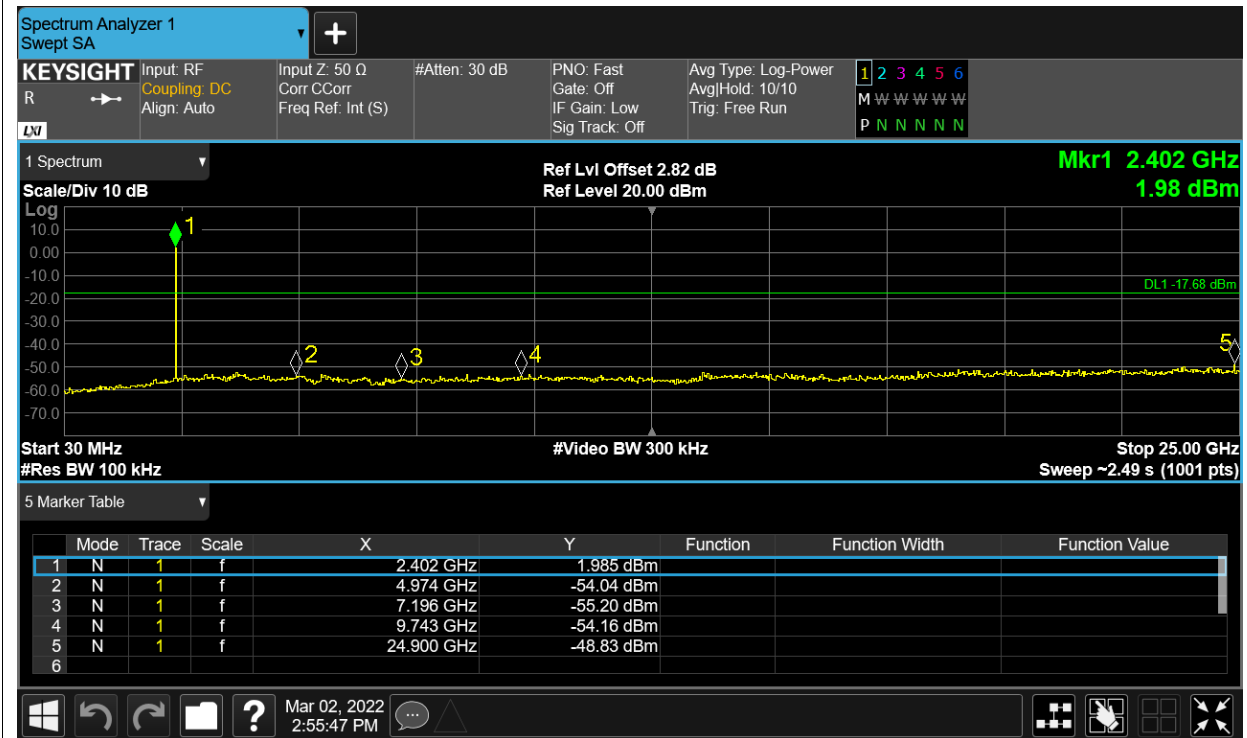 Spectrum Analyzer 1
Swept SA
KEYSIGHT Input: RF Input Z: 50 Ω #Atten: 30 dB PNO: Fast Avg Type: Log-Power 1 2 3 4 5 6
R Coupling: DC Corr CCorr Gate: Off Avg|Hold: 10/10 M W W W W W
Align: Auto Freq Ref: Int (S) IF Gain: Low Trig: Free Run
LXI Sig Track: Off P N N N N N
1 Spectrum Ref Lvl Offset 2.82 dB Mkr1 2.402 GHz
Scale/Div 10 dB Ref Level 20.00 dBm 1.98 dBm
Log
10.0 1
0.00
-10.0 DL1 -17.68 dBm
-20.0
-30.0
-40.0 2 3 4 5
-50.0
-60.0
-70.0
Start 30 MHz #Video BW 300 kHz Stop 25.00 GHz
#Res BW 100 kHz Sweep ~2.49 s (1001 pts)
5 Marker Table
Mode Trace Scale X Y Function Function Width Function Value
1 N 1 f 2.402 GHz 1.985 dBm
2 N 1 f 4.974 GHz -54.04 dBm
3 N 1 f 7.196 GHz -55.20 dBm
4 N 1 f 9.743 GHz -54.16 dBm
5 N 1 f 24.900 GHz -48.83 dBm
6
? Mar 02, 2022
2:55:47 PM